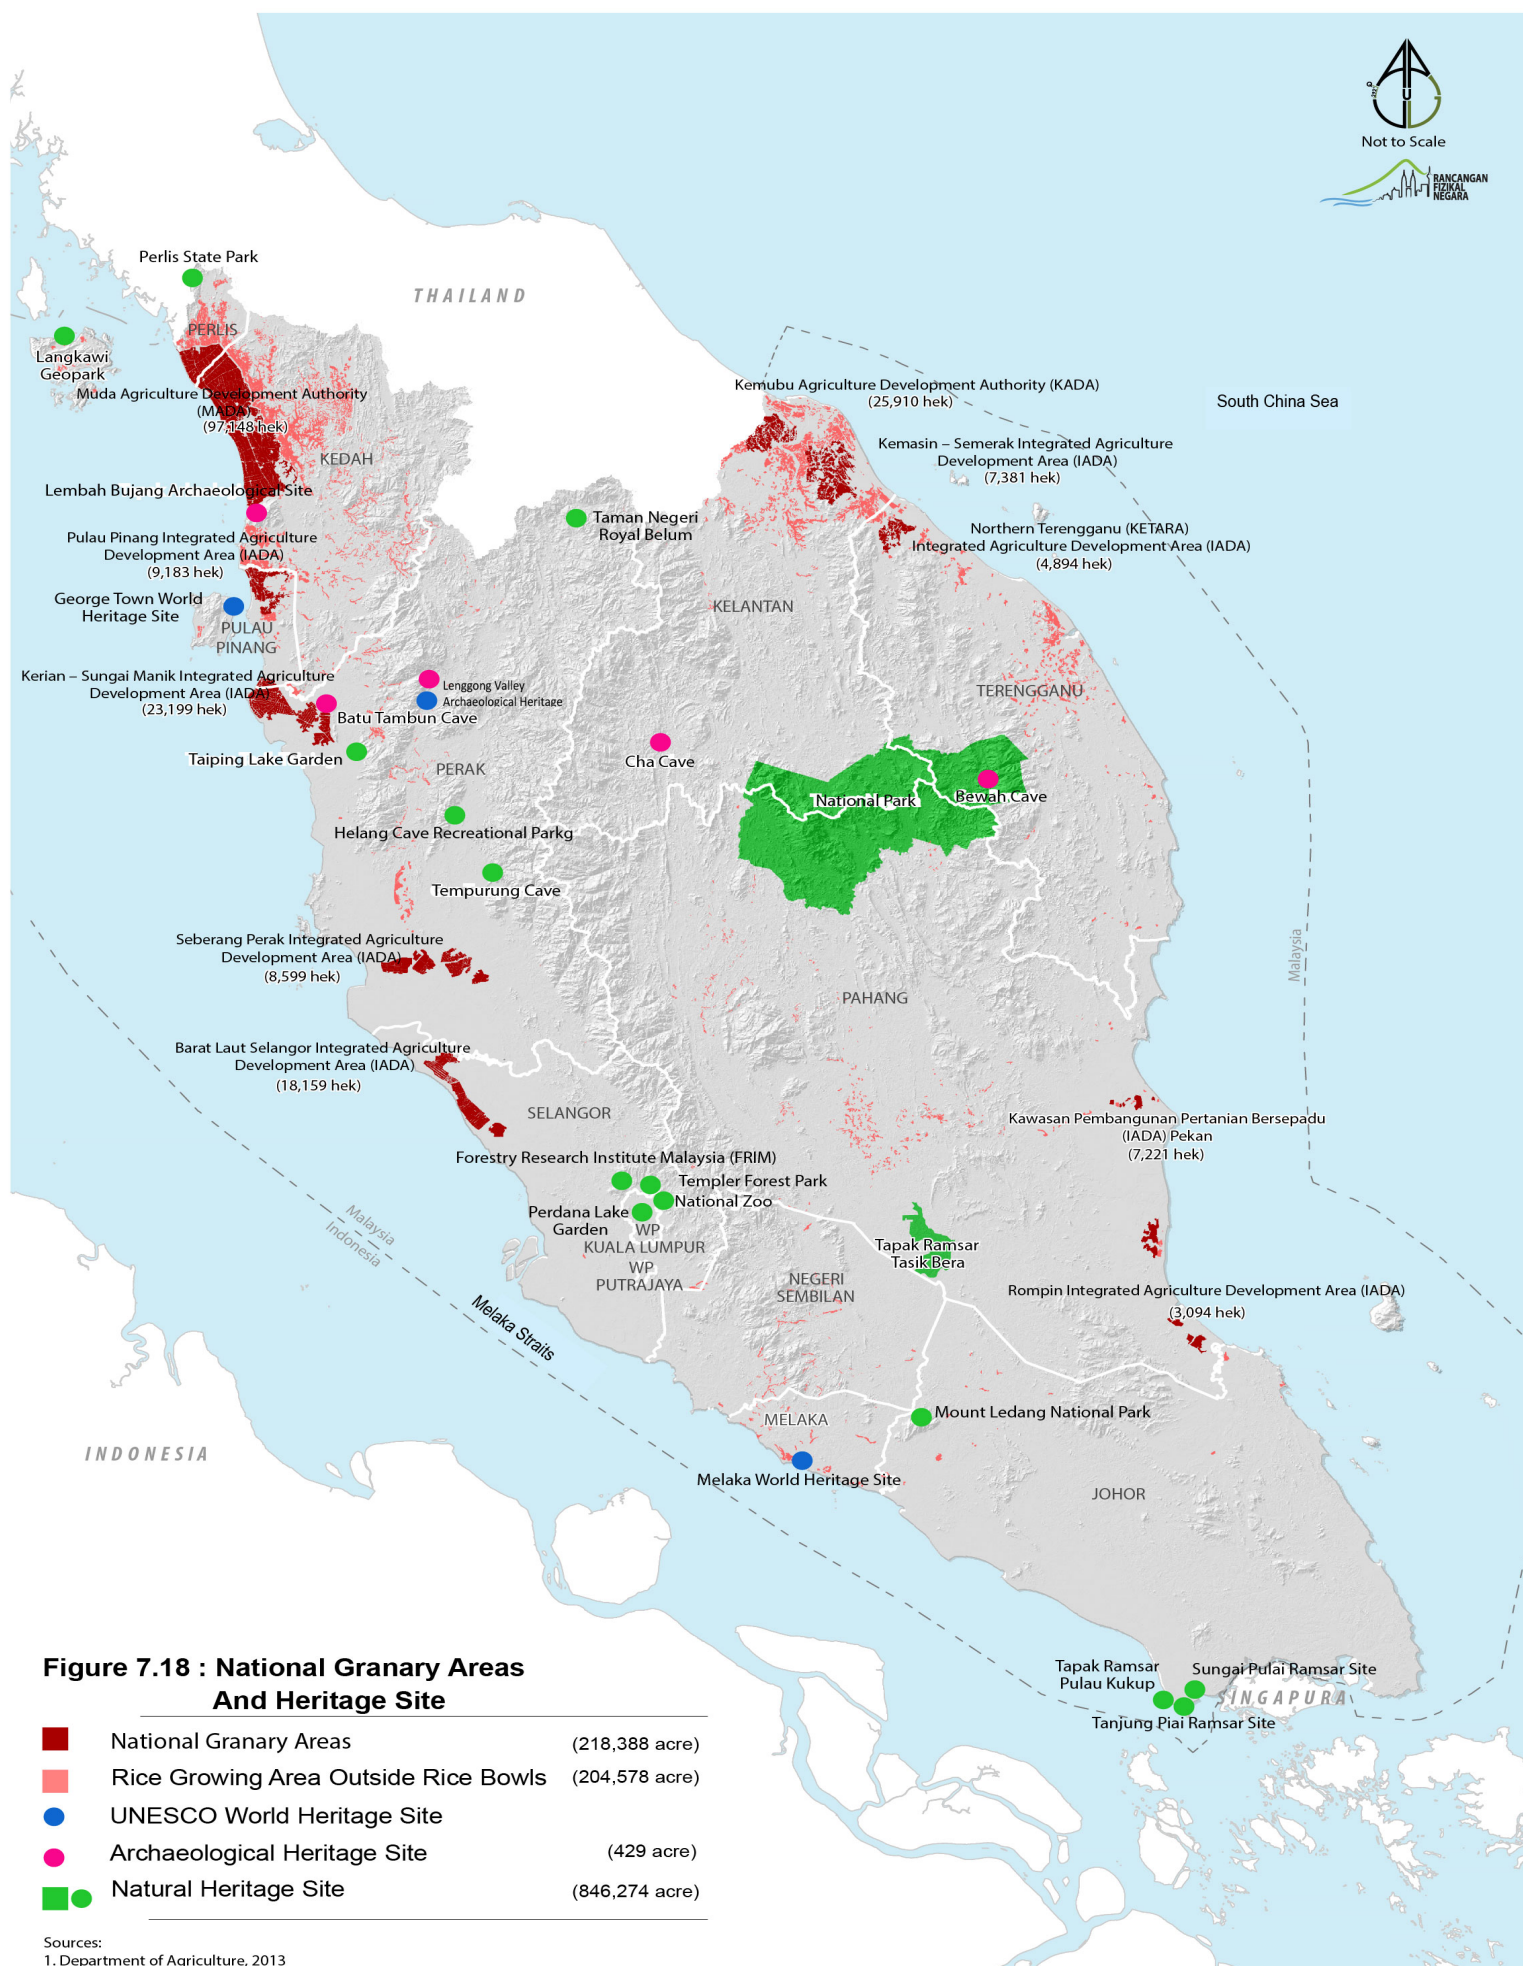 Not to Scale
RANCANGAN
FIZIKAL
NEGARA
Perlis State Park
THAILAND
PERLIS
Langkawi
Geopark
Muda Agriculture Development Authority
(MADA)
(97,148 hek)
KEDAH
Kemubu Agriculture Development Authority (KADA)
(25,910 hek)
South China Sea
Kemasin – Semerak Integrated Agriculture
Development Area (IADA)
(7,381 hek)
Lembah Bujang Archaeological Site
Taman Negeri
Royal Belum
Northern Terengganu (KETARA)
Integrated Agriculture Development Area (IADA)
(4,894 hek)
Pulau Pinang Integrated Agriculture
Development Area (IADA)
(9,183 hek)
George Town World
Heritage Site
PULAU
PINANG
KELANTAN
Kerian – Sungai Manik Integrated Agriculture
Development Area (IADA)
(23,199 hek)
Lenggong Valley
Archaeological Heritage
Batu Tambun Cave
TERENGGANU
Taiping Lake Garden
PERAK
Cha Cave
National Park
Bewah Cave
Helang Cave Recreational Parkg
Tempurung Cave
Seberang Perak Integrated Agriculture
Development Area (IADA)
(8,599 hek)
Malaysia
PAHANG
Barat Laut Selangor Integrated Agriculture
Development Area (IADA)
(18,159 hek)
SELANGOR
Kawasan Pembangunan Pertanian Bersepadu
(IADA) Pekan
(7,221 hek)
Forestry Research Institute Malaysia (FRIM)
Templer Forest Park
National Zoo
Perdana Lake
Garden
WP
KUALA LUMPUR
WP
PUTRAJAYA
Malaysia
Indonesia
Tapak Ramsar
Tasik Bera
NEGERI
SEMBILAN
Rompin Integrated Agriculture Development Area (IADA)
(3,094 hek)
Melaka Straits
MELAKA
Mount Ledang National Park
INDONESIA
Melaka World Heritage Site
JOHOR
Tapak Ramsar
Pulau Kukup
Sungai Pulai Ramsar Site
SINGAPURA
Tanjung Piai Ramsar Site
Figure 7.18 : National Granary Areas
And Heritage Site
National Granary Areas (218,388 acre)
Rice Growing Area Outside Rice Bowls (204,578 acre)
UNESCO World Heritage Site
Archaeological Heritage Site (429 acre)
Natural Heritage Site (846,274 acre)
Sources:
1. Department of Agriculture, 2013